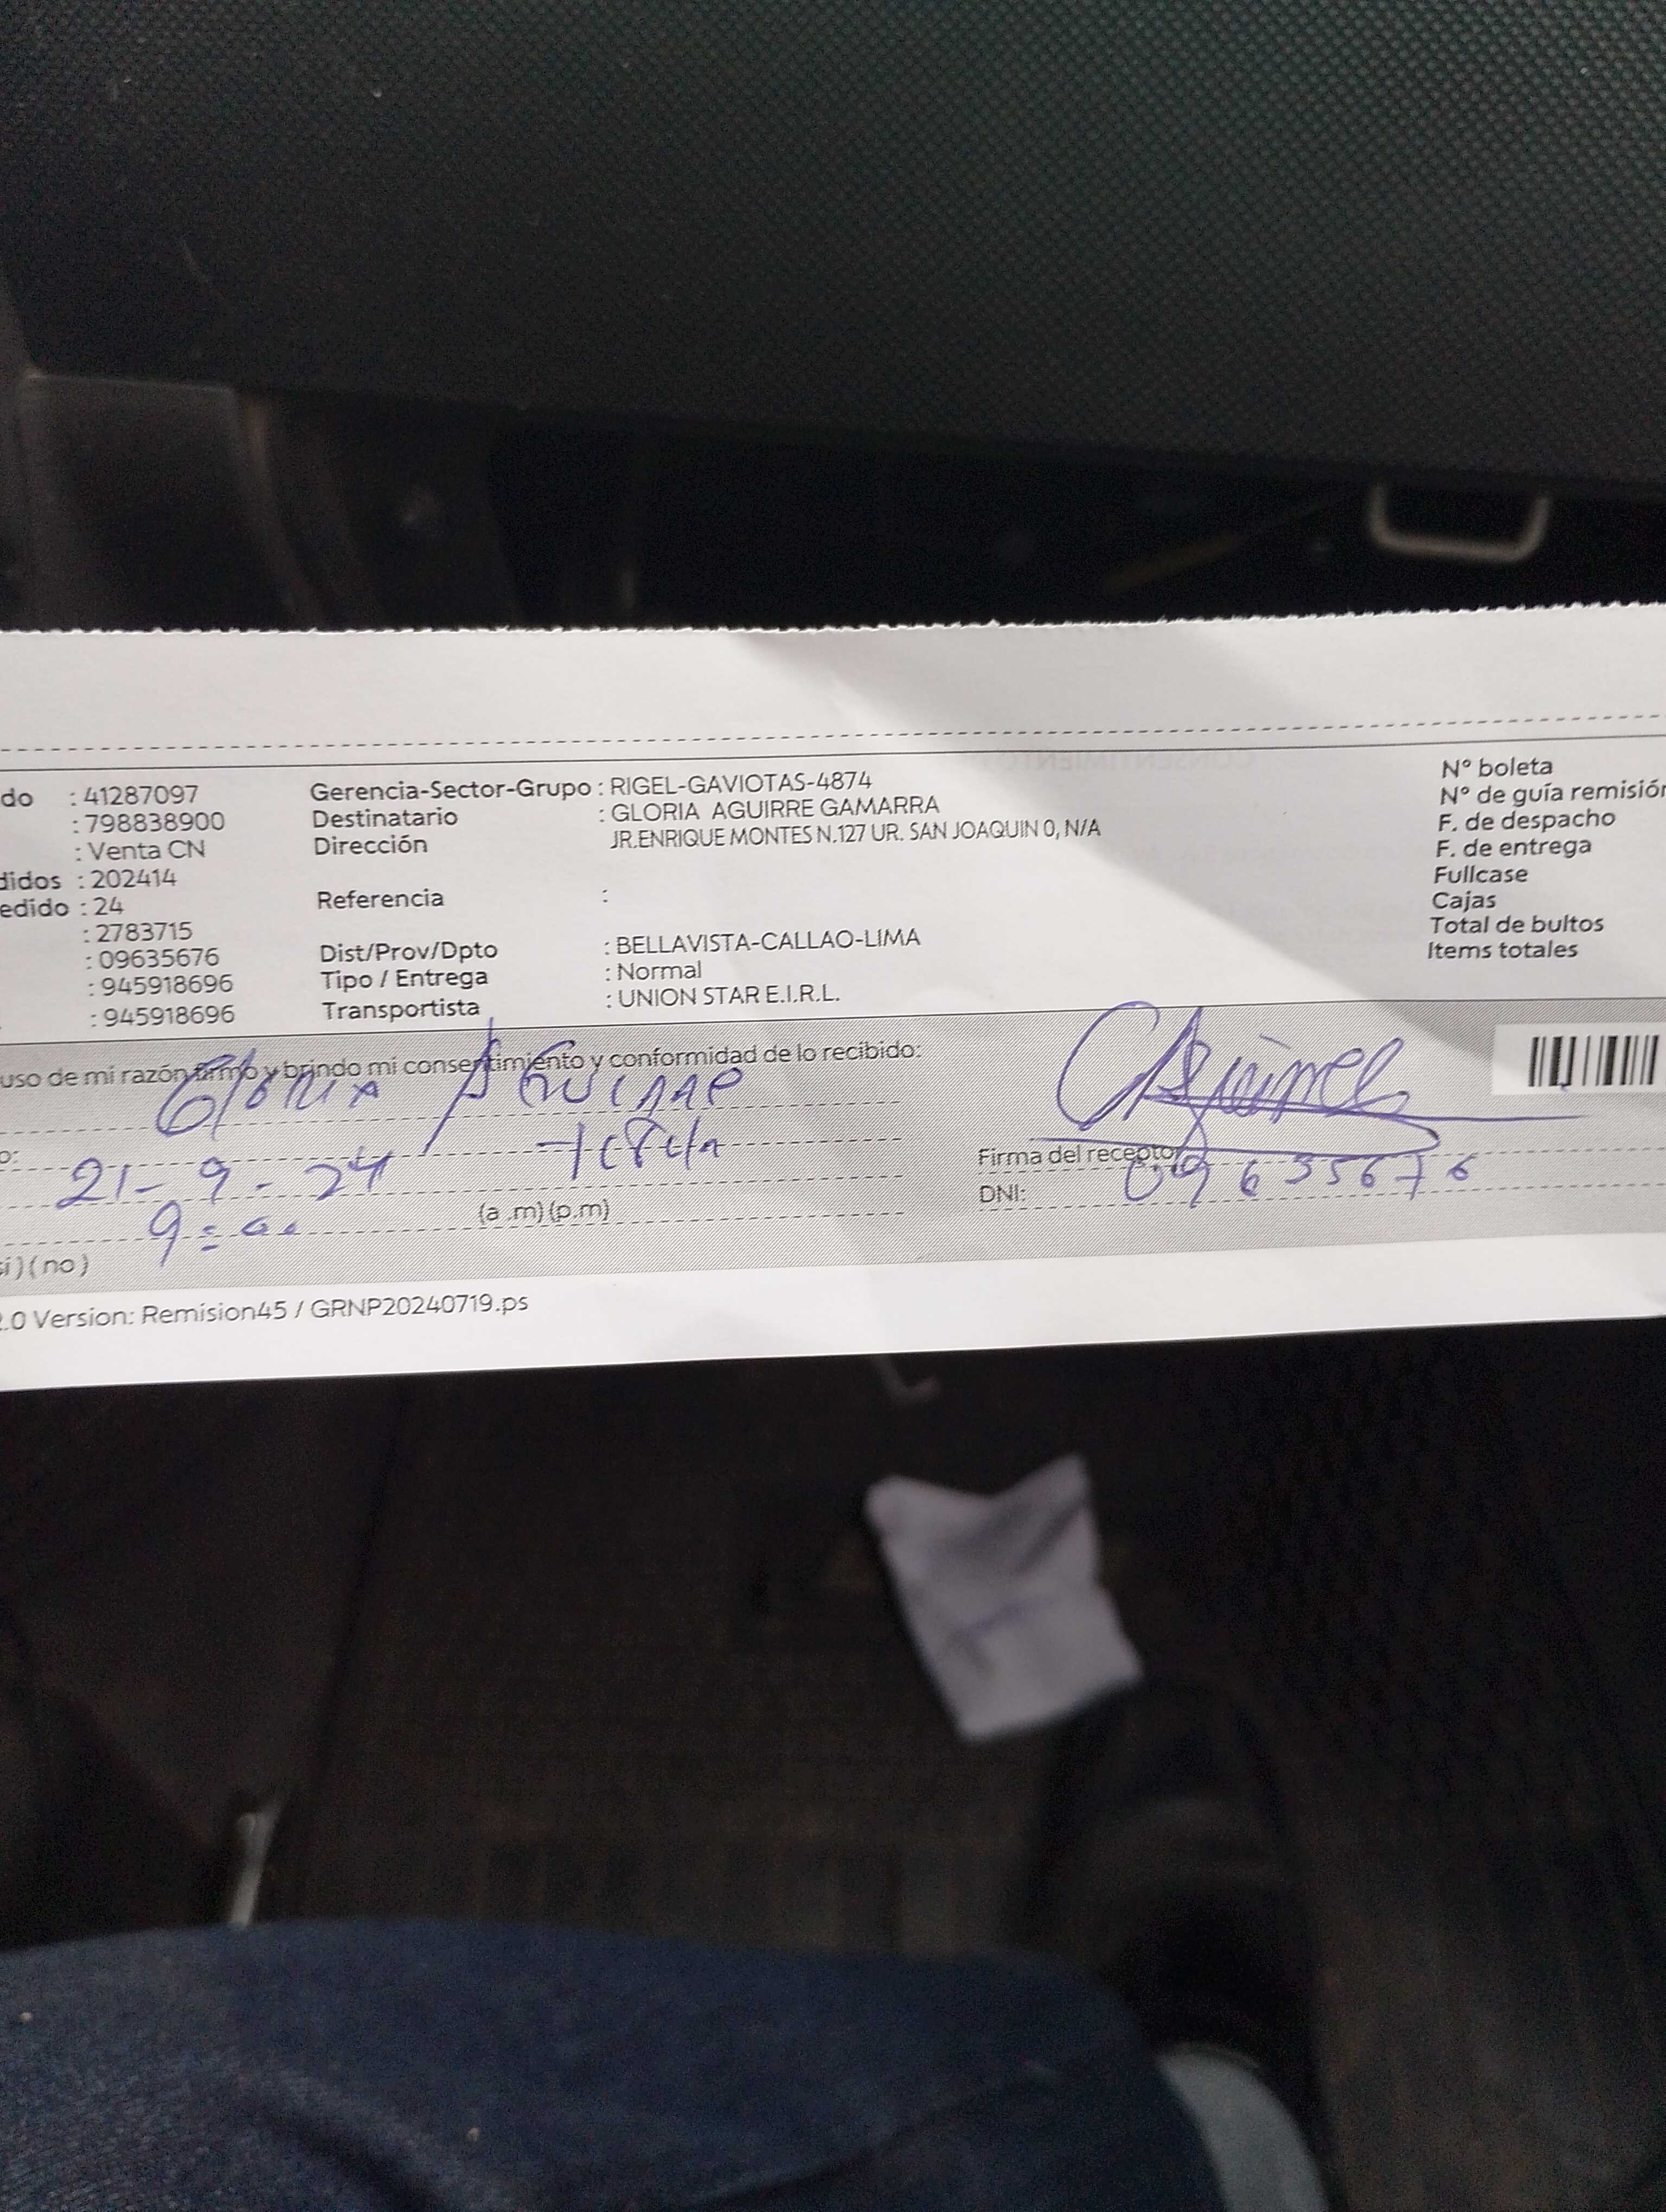 do : 41287097 Gerencia-Sector-Grupo : RIGEL-GAVIOTAS-4874 N° boleta
: 798838900 Destinatario : GLORIA AGUIRRE GAMARRA N° de guía remisión
: Venta CN Dirección JR.ENRIQUE MONTES N.127 UR. SAN JOAQUIN 0, N/A F. de despacho
didos : 202414 F. de entrega
edido : 24 Referencia : Fullcase
: 2783715 Cajas
: 09635676 Dist/Prov/Dpto : BELLAVISTA-CALLAO-LIMA Total de bultos
: 945918696 Tipo / Entrega : Normal Items totales
: 945918696 Transportista : UNION STAR E.I.R.L.
uso de mi razón firmo y brindo mi consentimiento y conformidad de lo recibido:
Gloria Aguirre
o:
21-9-24 Firma del receptor
9:00 (a.m)(p.m) DNI: 09635676
si)(no)
2.0 Version: Remision45 / GRNP20240719.ps